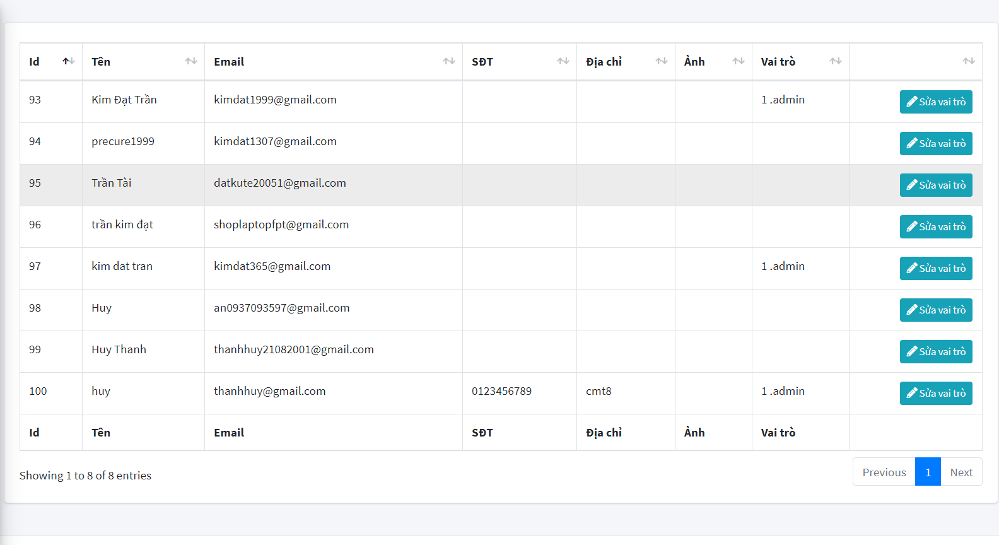 Id Tên Email SĐT Địa chỉ Ảnh Vai trò
93 Kim Đạt Trần kimdat1999@gmail.com 1 .admin Sửa vai trò
94 precure1999 kimdat1307@gmail.com Sửa vai trò
95 Trần Tài datkute20051@gmail.com Sửa vai trò
96 trần kim đạt shoplaptopfpt@gmail.com Sửa vai trò
97 kim dat tran kimdat365@gmail.com 1 .admin Sửa vai trò
98 Huy an0937093597@gmail.com Sửa vai trò
99 Huy Thanh thanhhuy21082001@gmail.com Sửa vai trò
100 huy thanhhuy@gmail.com 0123456789 cmt8 1 .admin Sửa vai trò
Id Tên Email SĐT Địa chỉ Ảnh Vai trò
Showing 1 to 8 of 8 entries Previous 1 Next